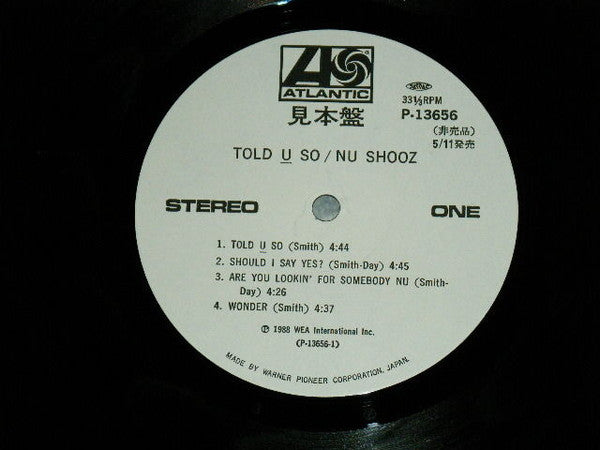 ATLANTIC
見本盤
33⅓RPM
P-13656
(非売品)
5/11発売
TOLD U SO / NU SHOOZ
STEREO
ONE
1. TOLD U SO (Smith) 4:44
2. SHOULD I SAY YES? (Smith-Day) 4:45
3. ARE YOU LOOKIN' FOR SOMEBODY NU (Smith-
Day) 4:26
4. WONDER (Smith) 4:37
Ⓟ 1988 WEA International Inc.
(P-13656-1)
MADE BY WARNER PIONEER CORPORATION, JAPAN.